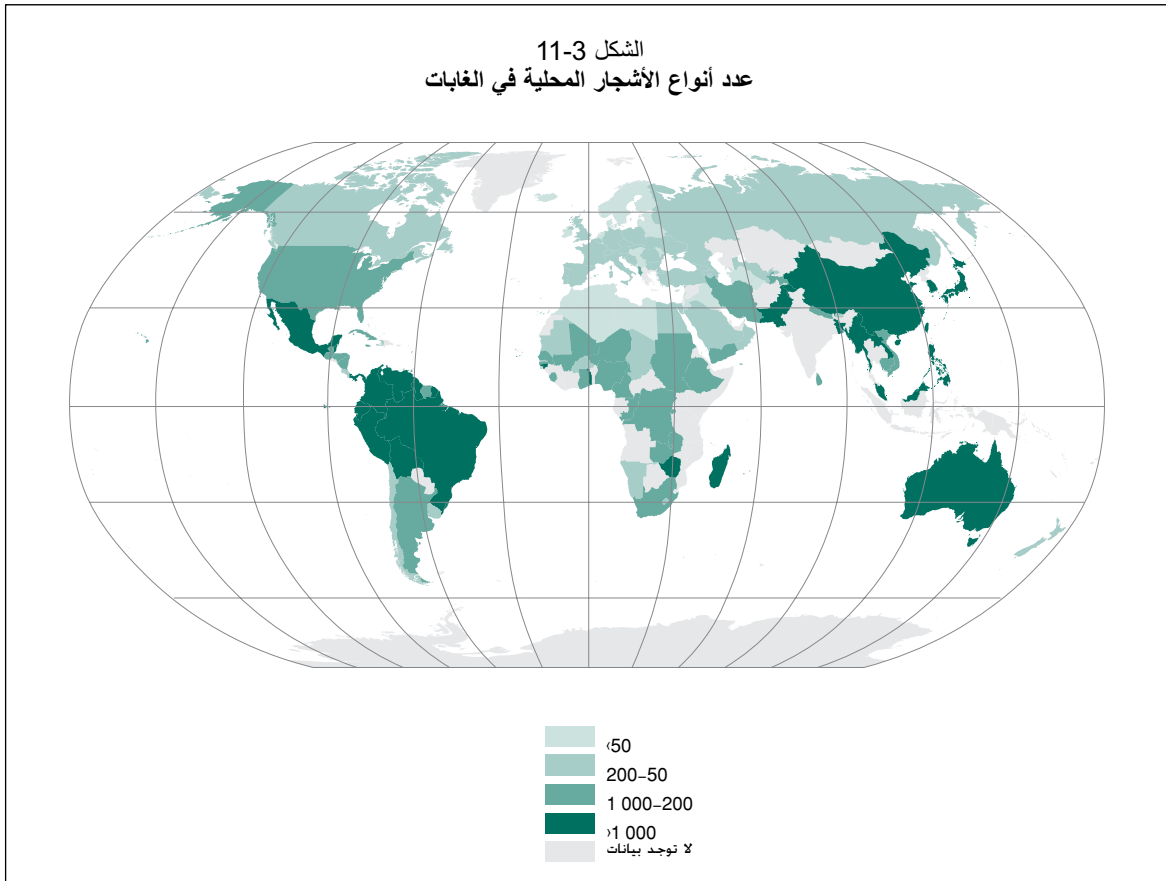 الشكل 3-11
عدد أنواع الأشجار المحلية في الغابات
‹50
200–50
1 000–200
›1 000
لا توجد بيانات